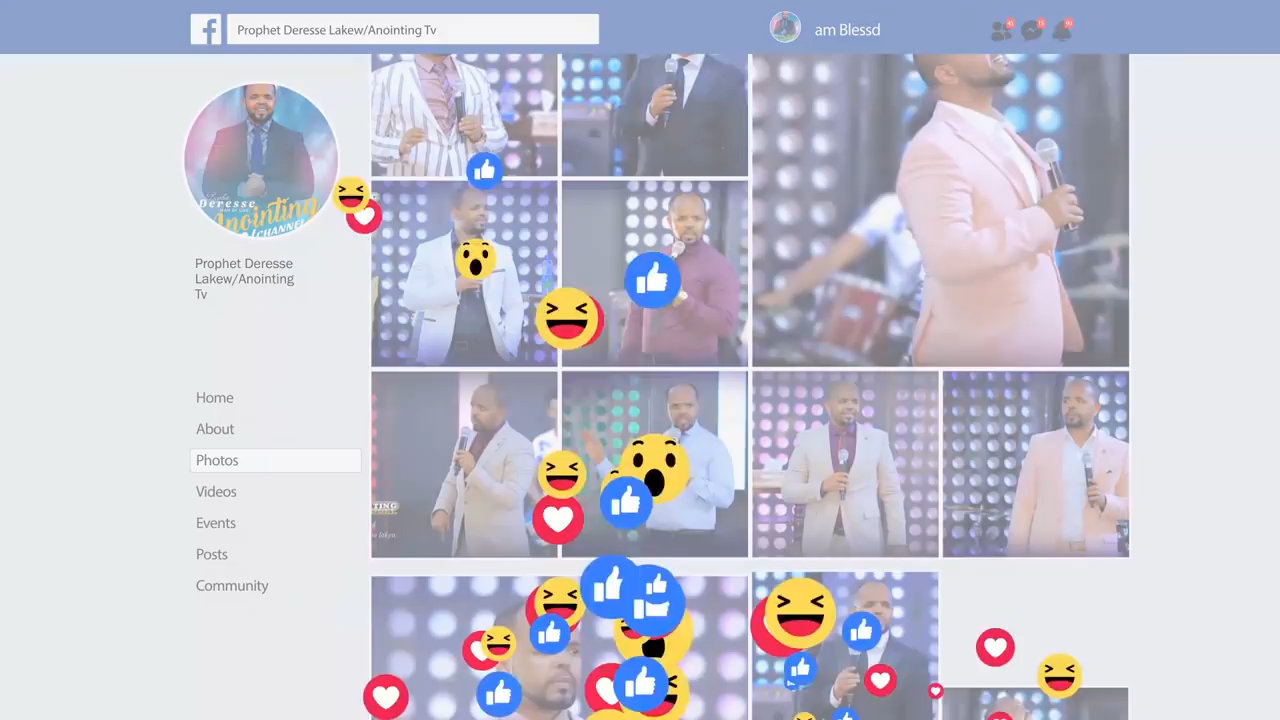 Prophet Deresse Lakew/Anointing Tv
am Blessd
Deresse
Anointing
CHANNEL
Prophet Deresse
Lakew/Anointing
Tv
Home
About
Photos
Videos
Events
Posts
Community